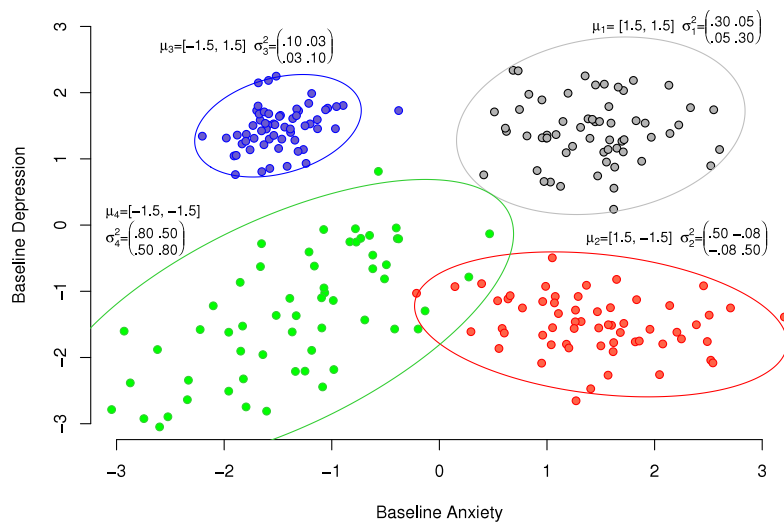 μ₃=[-1.5, 1.5] σ₃²=(.10 .03
.03 .10)
μ₁= [1.5, 1.5] σ₁²=(.30 .05
.05 .30)
μ₄=[-1.5, -1.5]
σ₄²=(.80 .50
.50 .80)
μ₂=[1.5, -1.5] σ₂²=(.50 -.08
-.08 .50)
Baseline Depression
3
2
1
0
-1
-2
-3
-3 -2 -1 0 1 2 3
Baseline Anxiety